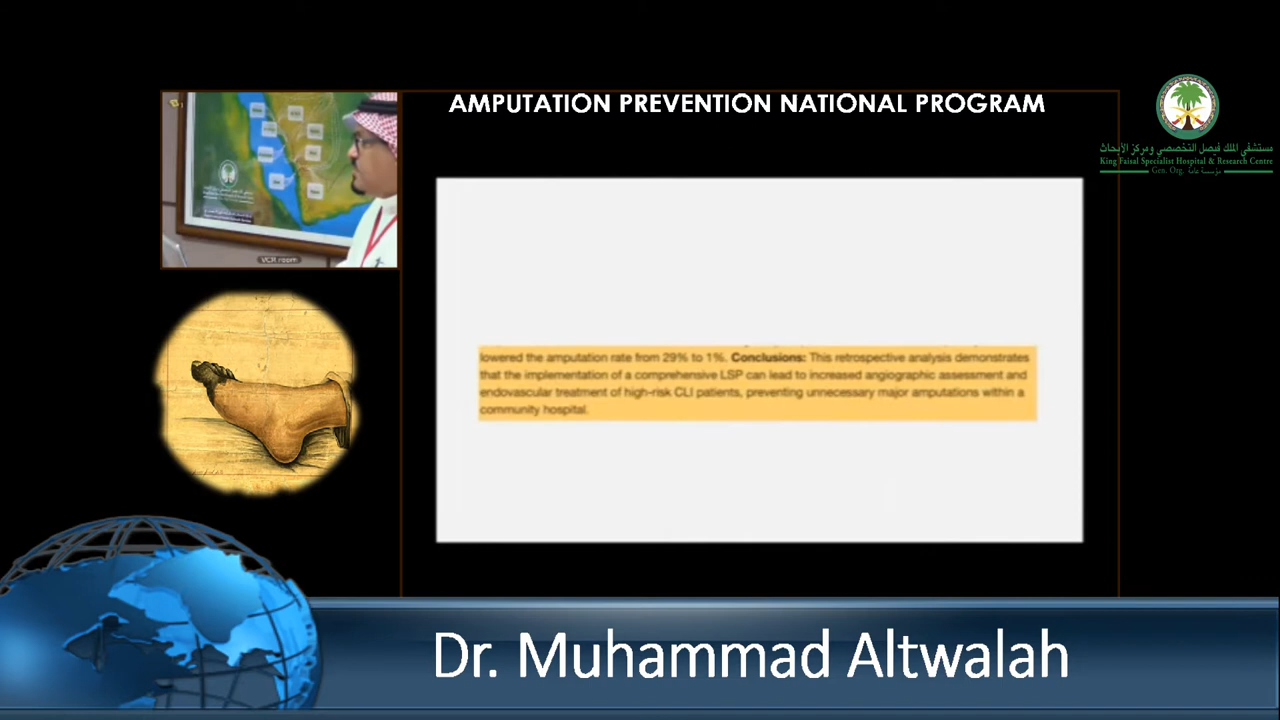 AMPUTATION PREVENTION NATIONAL PROGRAM
مستشفى الملك فيصل التخصصي ومركز الأبحاث
King Faisal Specialist Hospital & Research Centre
Gen. Org. مؤسسة عامة
VCR room
lowered the amputation rate from 29% to 1%. Conclusions: This retrospective analysis demonstrates
that the implementation of a comprehensive LSP can lead to increased angiographic assessment and
endovascular treatment of high-risk CLI patients, preventing unnecessary major amputations within a
community hospital.
Dr. Muhammad Altwalah